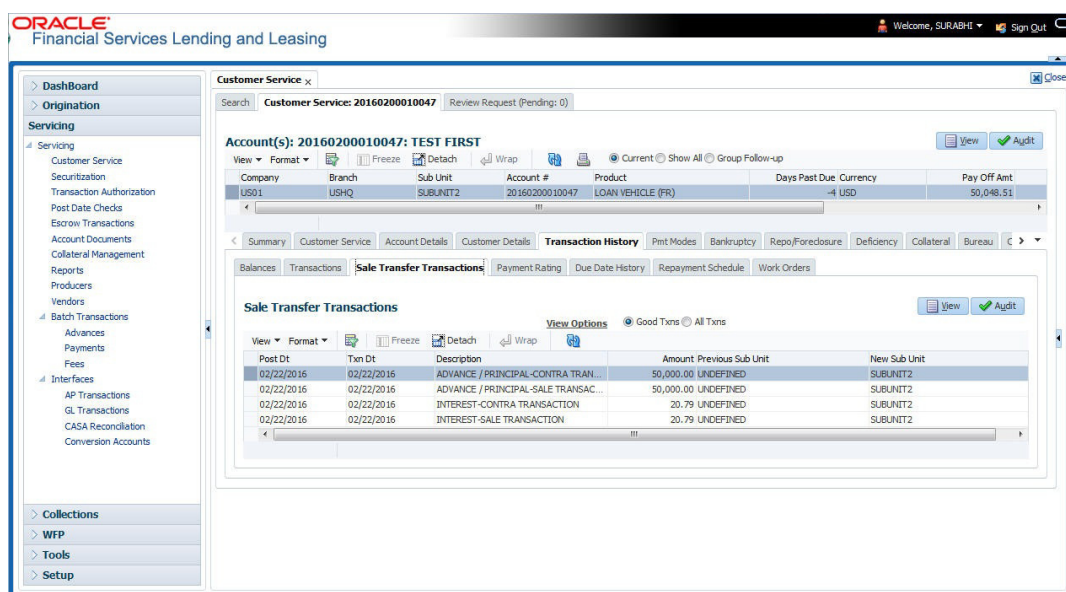 ORACLE
Financial Services Lending and Leasing
Welcome, SURABHI
Sign Out
Close
DashBoard
Origination
Servicing
Servicing
Customer Service
Securitization
Transaction Authorization
Post Date Checks
Escrow Transactions
Account Documents
Collateral Management
Reports
Producers
Vendors
Batch Transactions
Advances
Payments
Fees
Interfaces
AP Transactions
GL Transactions
CASA Reconciliation
Conversion Accounts
Collections
WFP
Tools
Setup
Customer Service
Search Customer Service: 20160200010047 Review Request (Pending: 0)
Account(s): 20160200010047: TEST FIRST
View Audit
View Format Freeze Detach Wrap Current Show All Group Follow-up
Company Branch Sub Unit Account # Product Days Past Due Currency Pay Off Amt
US01 USHQ SUBUNIT2 20160200010047 LOAN VEHICLE (FR) -4 USD 50,048.51
Summary Customer Service Account Details Customer Details Transaction History Pmt Modes Bankruptcy Repo/Foreclosure Deficiency Collateral Bureau C
Balances Transactions Sale Transfer Transactions Payment Rating Due Date History Repayment Schedule Work Orders
Sale Transfer Transactions
View Audit
View Options Good Txns All Txns
View Format Freeze Detach Wrap
Post Dt Txn Dt Description Amount Previous Sub Unit New Sub Unit
02/22/2016 02/22/2016 ADVANCE / PRINCIPAL-CONTRA TRAN... 50,000.00 UNDEFINED SUBUNIT2
02/22/2016 02/22/2016 ADVANCE / PRINCIPAL-SALE TRANSAC... 50,000.00 UNDEFINED SUBUNIT2
02/22/2016 02/22/2016 INTEREST-CONTRA TRANSACTION 20.79 UNDEFINED SUBUNIT2
02/22/2016 02/22/2016 INTEREST-SALE TRANSACTION 20.79 UNDEFINED SUBUNIT2